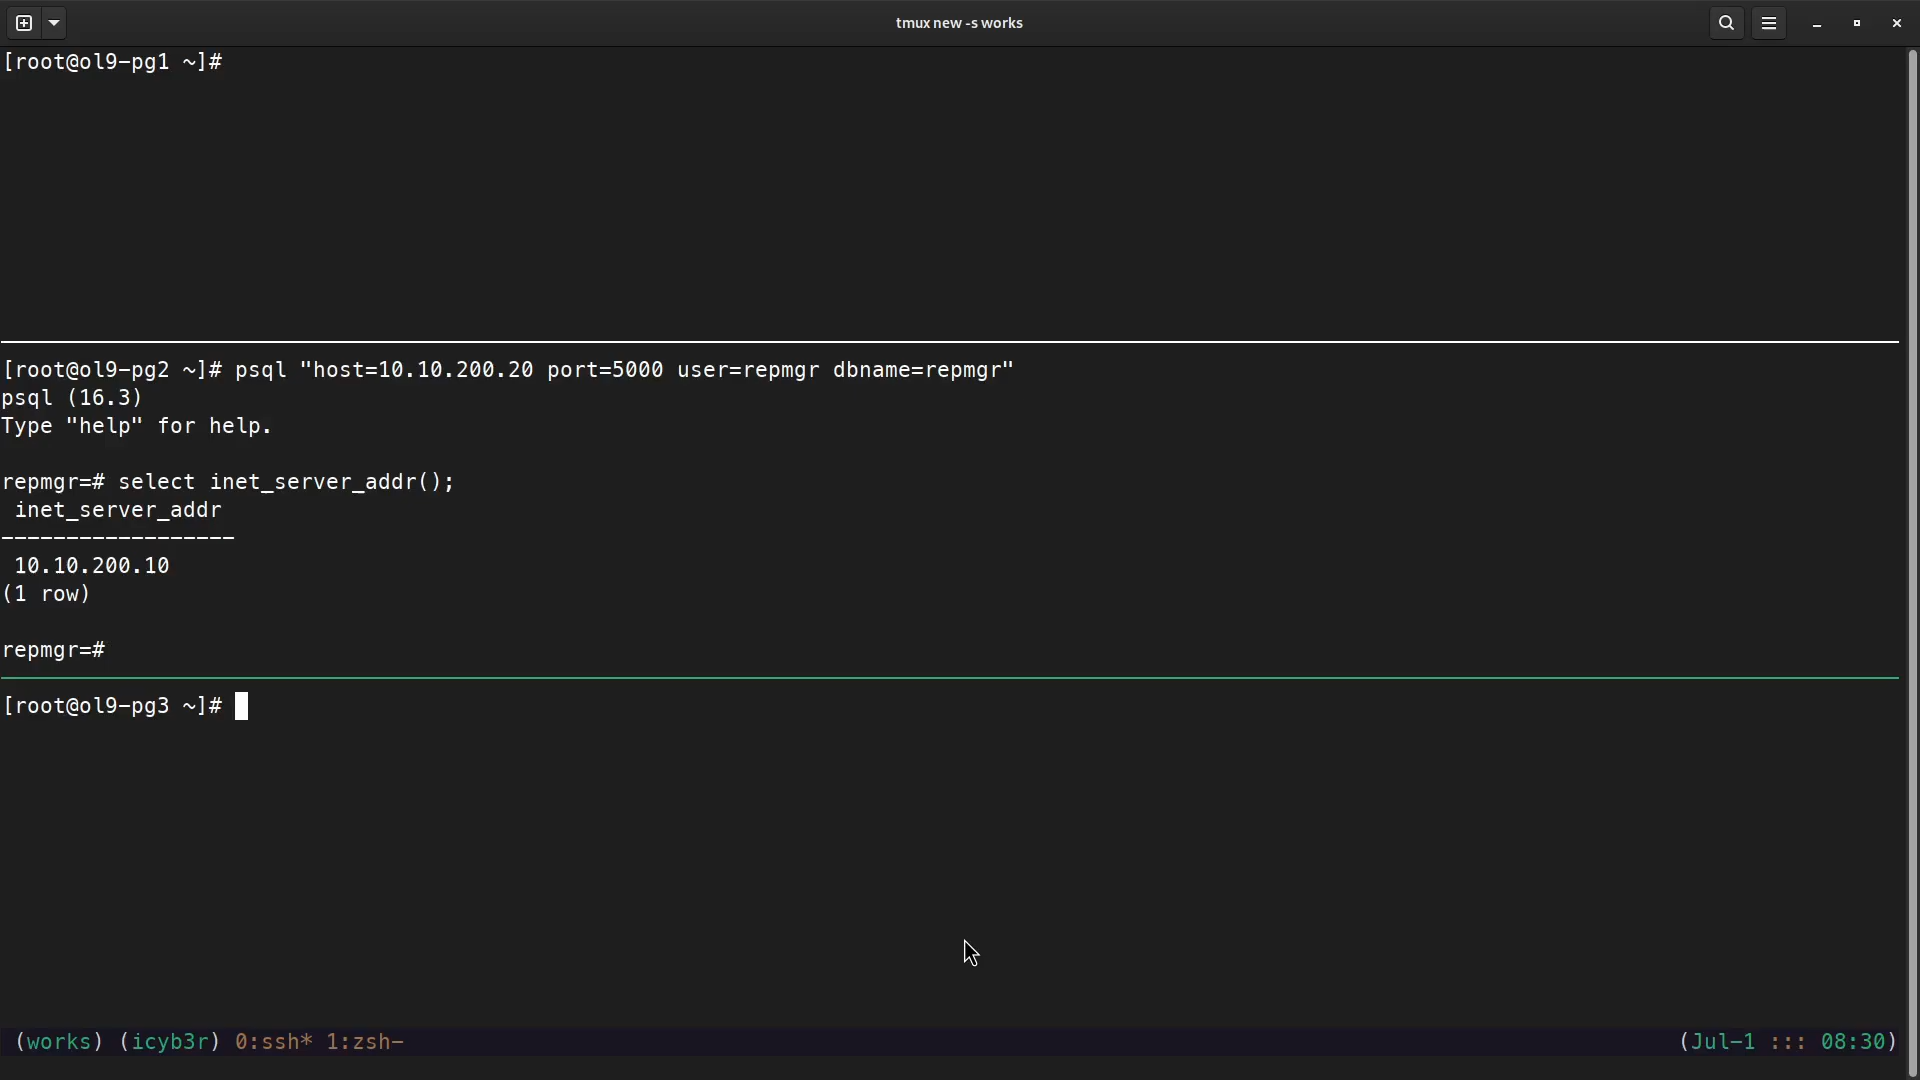 tmux new -s works
[root@ol9-pg1 ~]#
[root@ol9-pg2 ~]# psql "host=10.10.200.20 port=5000 user=repmgr dbname=repmgr"
psql (16.3)
Type "help" for help.
repmgr=# select inet_server_addr();
inet_server_addr
-----------------
10.10.200.10
(1 row)
repmgr=#
[root@ol9-pg3 ~]#
(works) (icyb3r) 0:ssh* 1:zsh- (Jul-1 ::: 08:30)